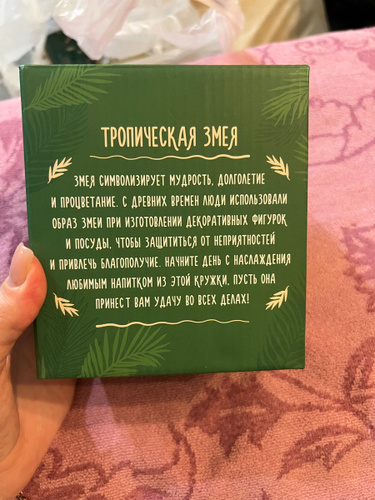 ТРОПИЧЕСКАЯ ЗМЕЯ
ЗМЕЯ СИМВОЛИЗИРУЕТ МУДРОСТЬ, ДОЛГОЛЕТИЕ
И ПРОЦВЕТАНИЕ. С ДРЕВНИХ ВРЕМЕН ЛЮДИ ИСПОЛЬЗОВАЛИ
ОБРАЗ ЗМЕИ ПРИ ИЗГОТОВЛЕНИИ ДЕКОРАТИВНЫХ ФИГУРОК
И ПОСУДЫ, ЧТОБЫ ЗАЩИТИТЬСЯ ОТ НЕПРИЯТНОСТЕЙ
И ПРИВЛЕЧЬ БЛАГОПОЛУЧИЕ. НАЧНИТЕ ДЕНЬ С НАСЛАЖДЕНИЯ
ЛЮБИМЫМ НАПИТКОМ ИЗ ЭТОЙ КРУЖКИ. ПУСТЬ ОНА
ПРИНЕСТ ВАМ УДАЧУ ВО ВСЕХ ДЕЛАХ!